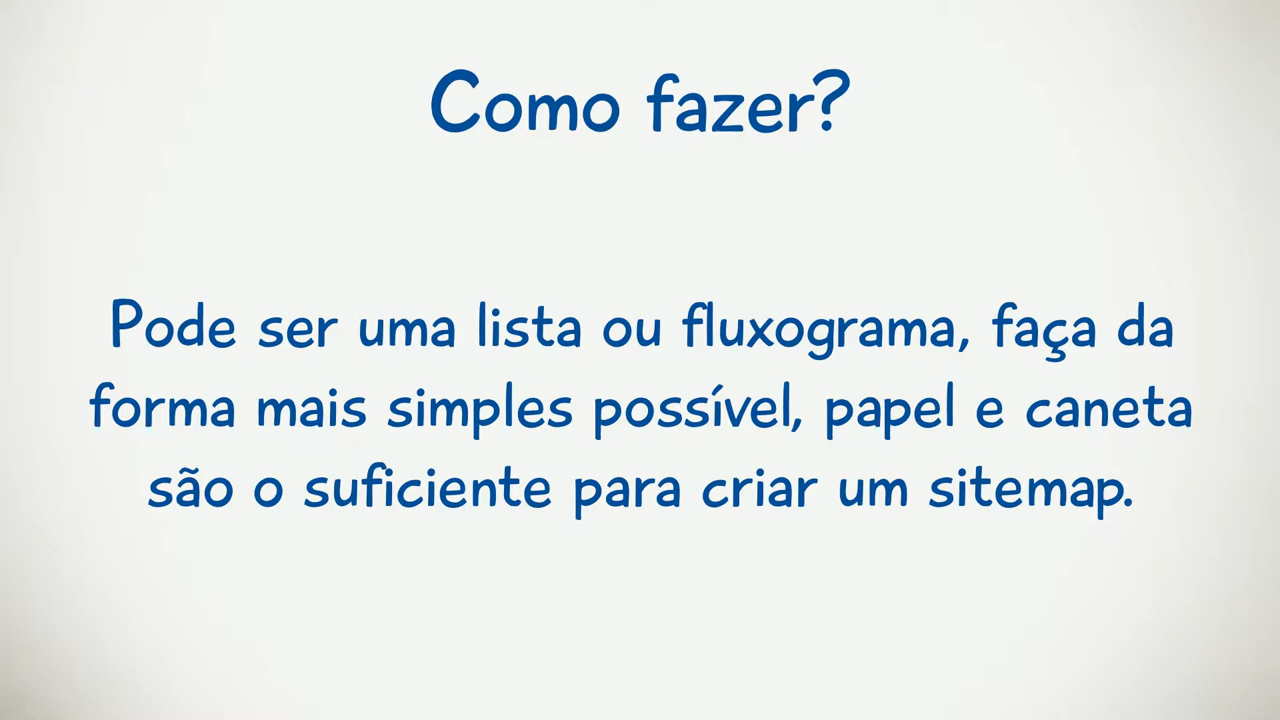 Como fazer?
Pode ser uma lista ou fluxograma, faça da
forma mais simples possível, papel e caneta
são o suficiente para criar um sitemap.